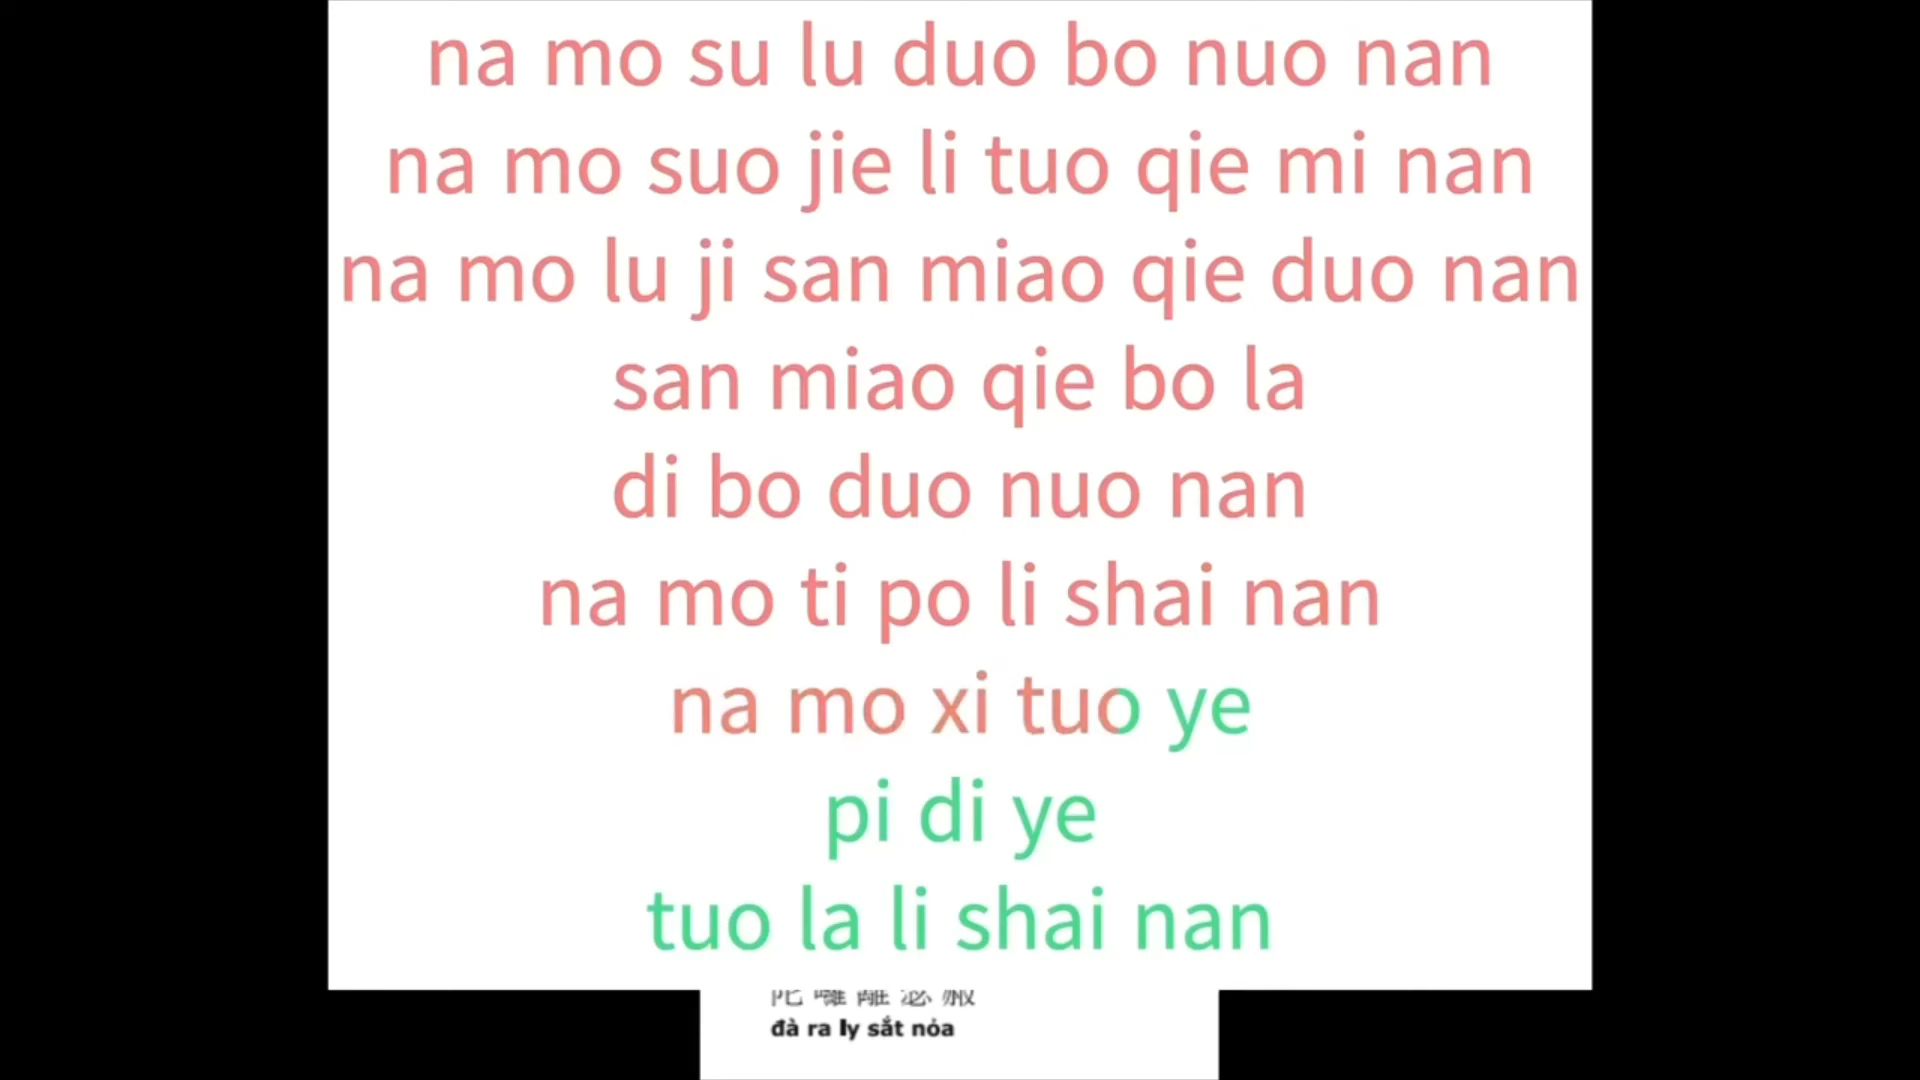 na mo su lu duo bo nuo nan
na mo suo jie li tuo qie mi nan
na mo lu ji san miao qie duo nan
san miao qie bo la
di bo duo nuo nan
na mo ti po li shai nan
na mo xi tuo ye
pi di ye
tuo la li shai nan
đà ra ly sắt nỏa